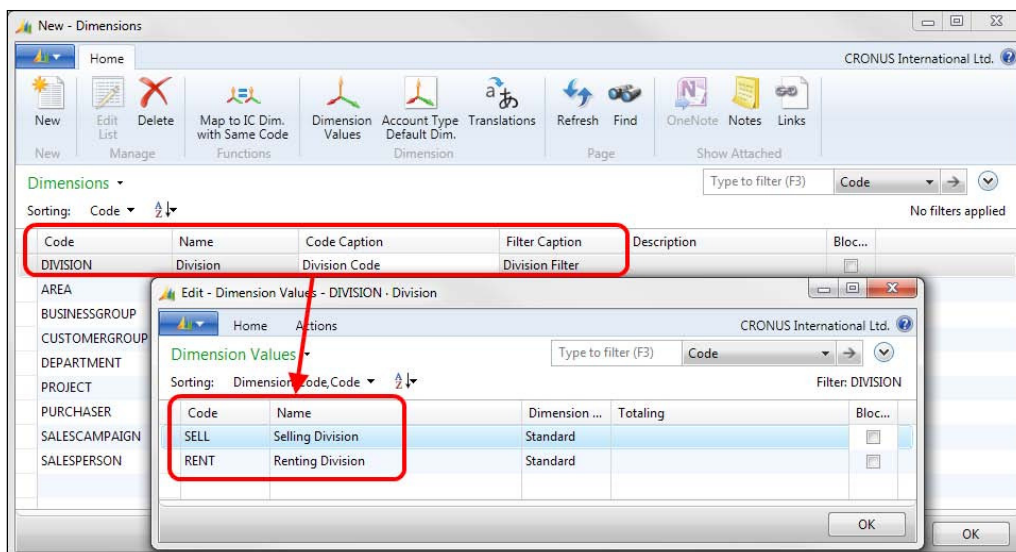 New - Dimensions
Home
CRONUS International Ltd.
New
Edit List
Delete
Map to IC Dim. with Same Code
Dimension Values
Account Type Default Dim.
Translations
Refresh
Find
OneNote
Notes
Links
New
Manage
Functions
Dimension
Page
Show Attached
Dimensions
Type to filter (F3)
Code
Sorting: Code
No filters applied
Code Name Code Caption Filter Caption Description Bloc...
DIVISION Division Division Code Division Filter
AREA
BUSINESSGROUP
CUSTOMERGROUP
DEPARTMENT
PROJECT
PURCHASER
SALESCAMPAIGN
SALESPERSON
Edit - Dimension Values - DIVISION · Division
Home Actions
CRONUS International Ltd.
Dimension Values
Type to filter (F3)
Code
Sorting: Dimension Code,Code
Filter: DIVISION
Code Name Dimension ... Totaling Bloc...
SELL Selling Division Standard
RENT Renting Division Standard
OK
OK